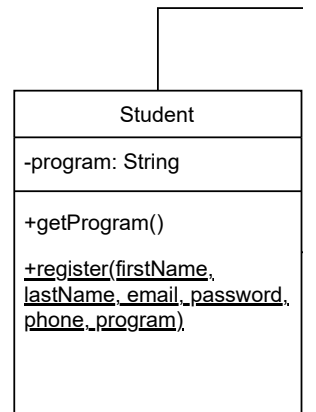 Student
-program: String
+getProgram()
+register(firstName,
lastName, email, password,
phone, program)